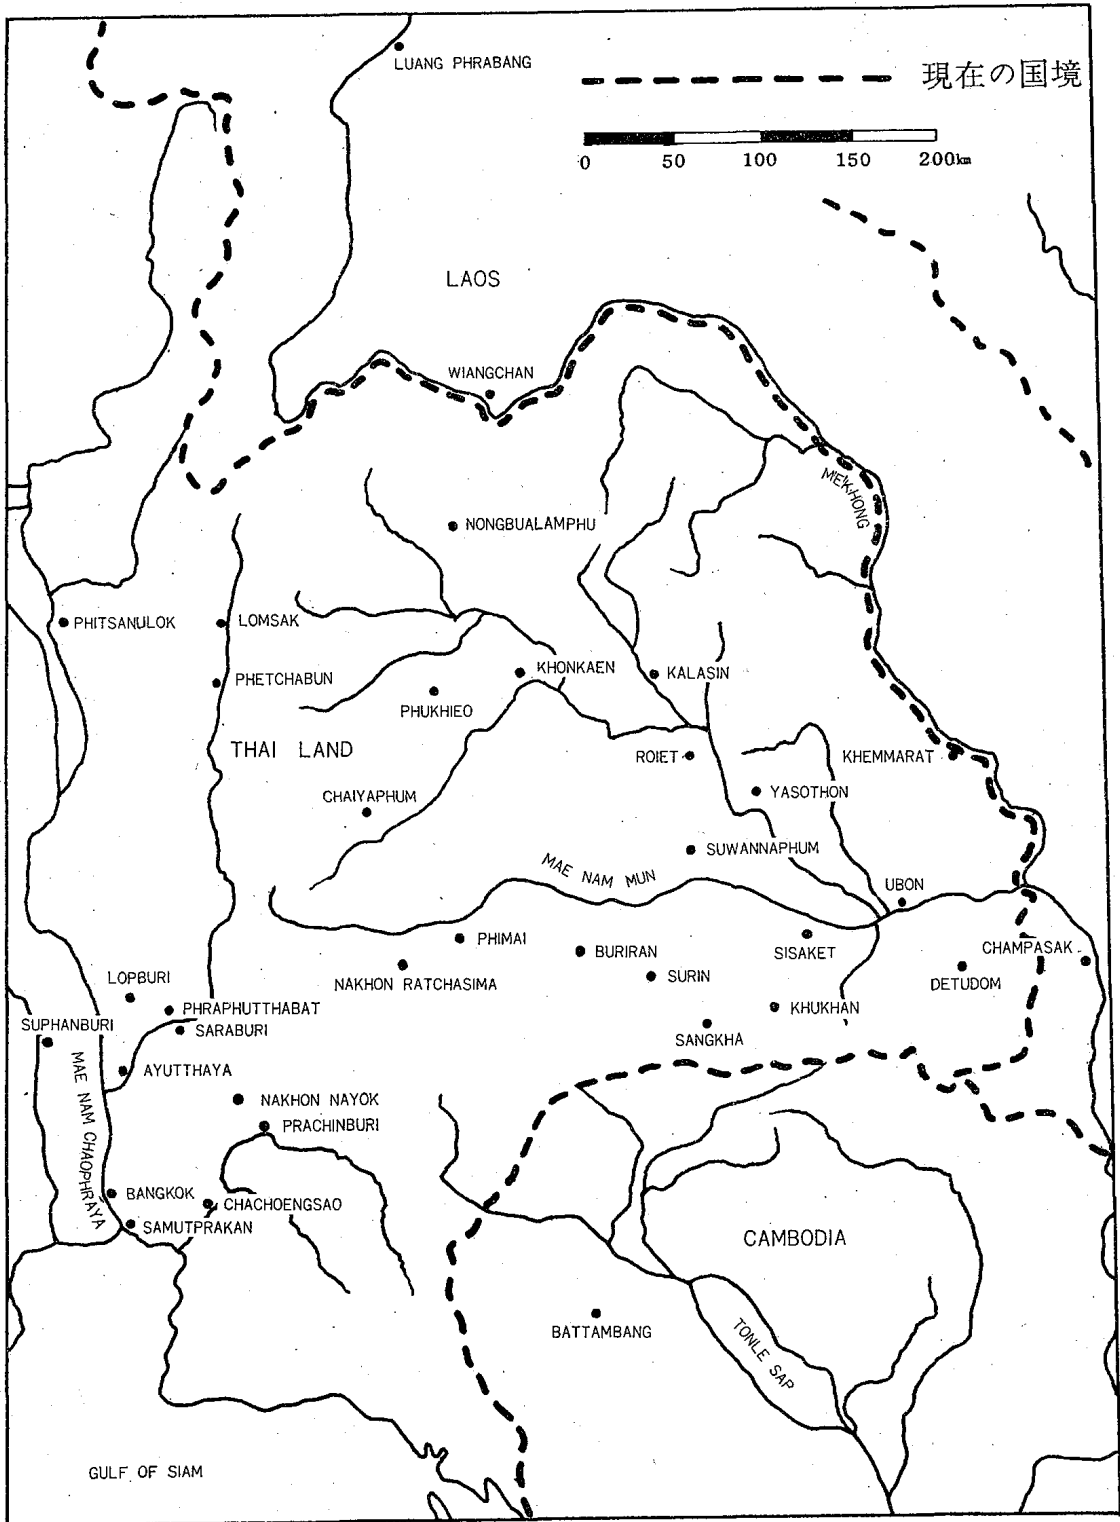 LUANG PHRABANG
現在の国境
0 50 100 150 200km
LAOS
WIANGCHAN
MEKHONG
NONGBUALAMPHU
PHITSANULOK
LOMSAK
PHETCHABUN
KHONKAEN
KALASIN
PHUKHIEO
THAI LAND
ROIET
KHEMMARAT
CHAIYAPHUM
YASOTHON
SUWANNAPHUM
MAE NAM MUN
UBON
PHIMAI
BURIRAN
SISAKET
CHAMPASAK
LOPBURI
NAKHON RATCHASIMA
SURIN
DETUDOM
PHRAPHUTTHABAT
KHUKHAN
SUPHANBURI
SARABURI
SANGKHA
AYUTTHAYA
MAE NAM CHAOPHRAYA
NAKHON NAYOK
PRACHINBURI
BANGKOK
CHACHOENGSAO
SAMUTPRAKAN
CAMBODIA
BATTAMBANG
TONLE SAP
GULF OF SIAM